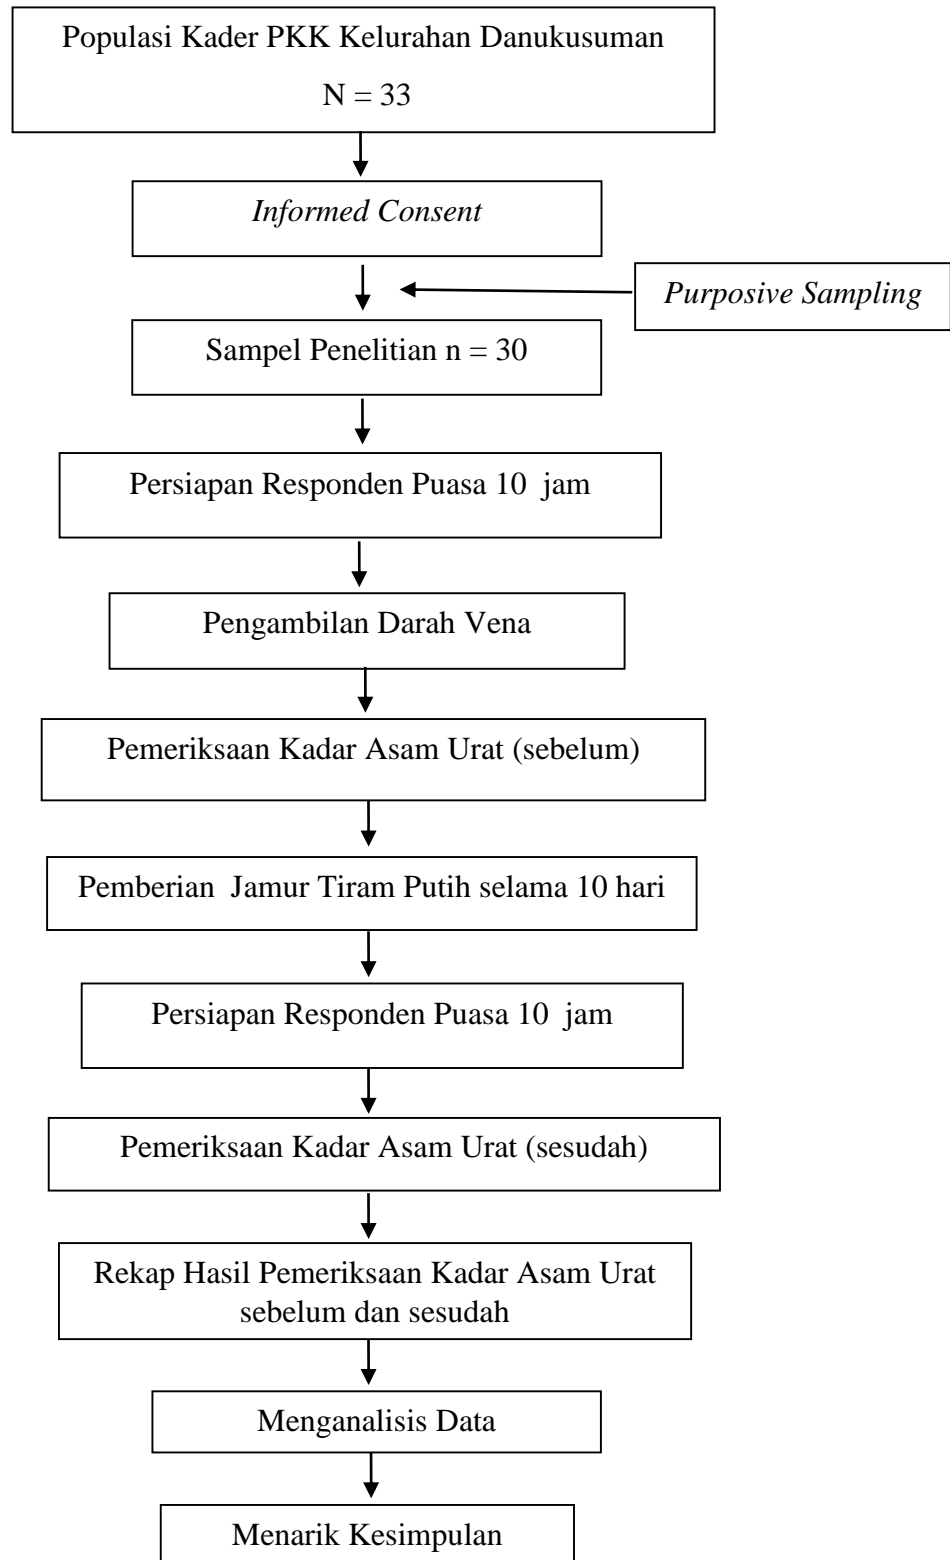 Populasi Kader PKK Kelurahan Danukusuman
N = 33
Informed Consent
Purposive Sampling
Sampel Penelitian n = 30
Persiapan Responden Puasa 10  jam
Pengambilan Darah Vena
Pemeriksaan Kadar Asam Urat (sebelum)
Pemberian  Jamur Tiram Putih selama 10 hari
Persiapan Responden Puasa 10  jam
Pemeriksaan Kadar Asam Urat (sesudah)
Rekap Hasil Pemeriksaan Kadar Asam Urat
sebelum dan sesudah
Menganalisis Data
Menarik Kesimpulan